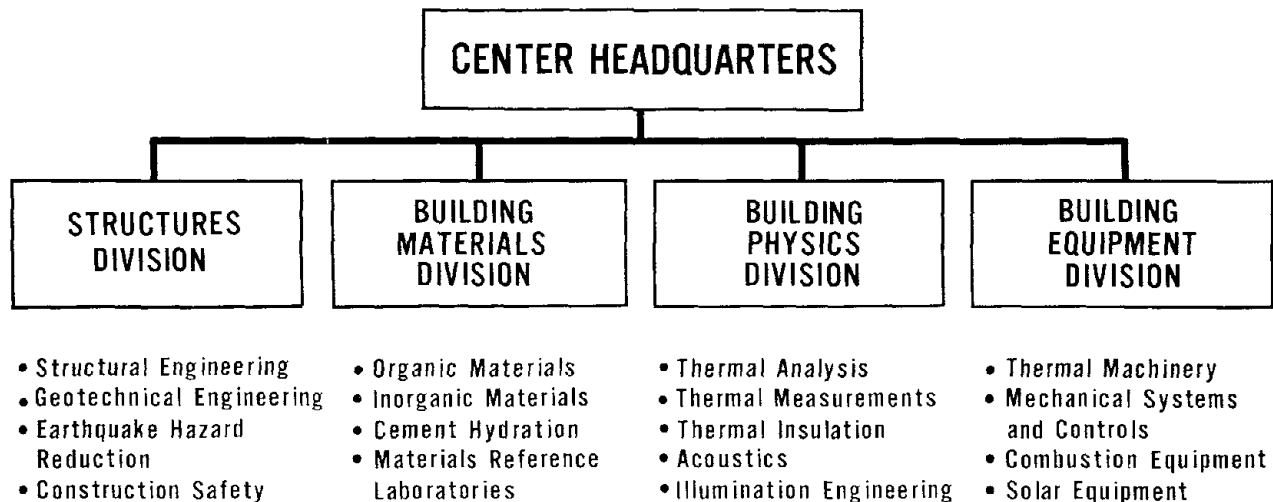 CENTER HEADQUARTERS
STRUCTURES
DIVISION
BUILDING
MATERIALS
DIVISION
BUILDING
PHYSICS
DIVISION
BUILDING
EQUIPMENT
DIVISION
• Structural Engineering
• Geotechnical Engineering
• Earthquake Hazard
Reduction
• Construction Safety
• Organic Materials
• Inorganic Materials
• Cement Hydration
• Materials Reference
Laboratories
• Thermal Analysis
• Thermal Measurements
• Thermal Insulation
• Acoustics
• Illumination Engineering
• Thermal Machinery
• Mechanical Systems
and Controls
• Combustion Equipment
• Solar Equipment